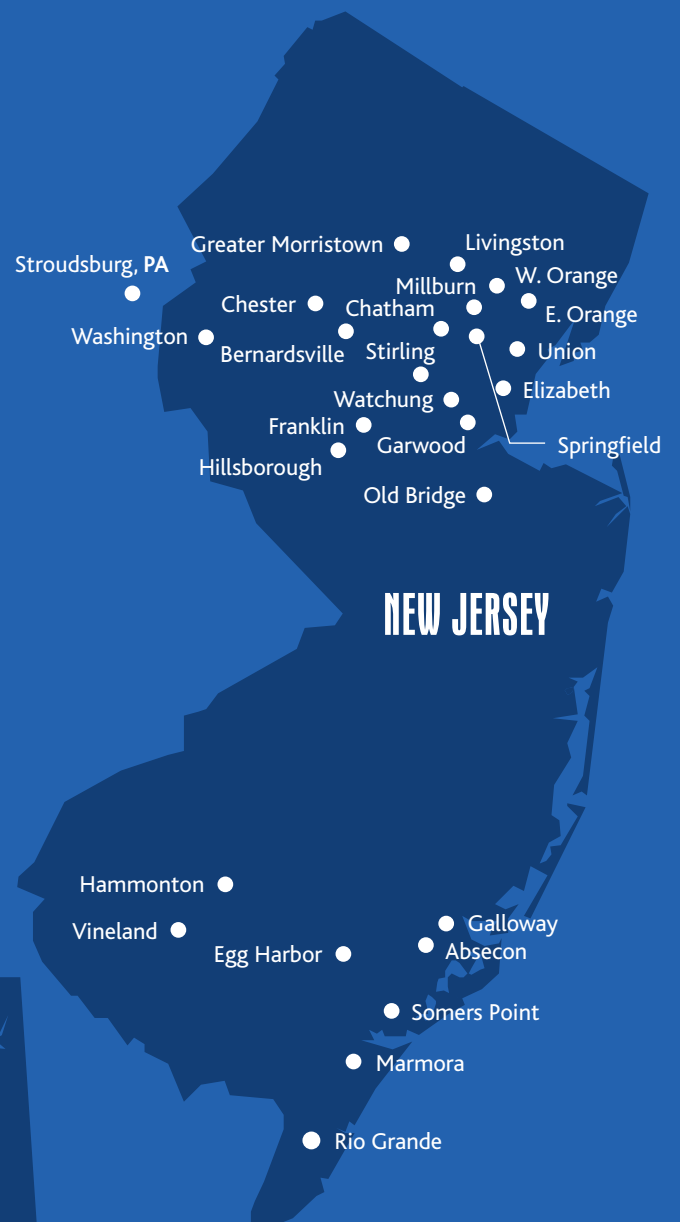 Greater Morristown
Livingston
Stroudsburg, PA
W. Orange
Millburn
Chester
Chatham
E. Orange
Washington
Bernardsville
Stirling
Union
Elizabeth
Watchung
Franklin
Garwood
Springfield
Hillsborough
Old Bridge
NEW JERSEY
Hammonton
Galloway
Vineland
Absecon
Egg Harbor
Somers Point
Marmora
Rio Grande